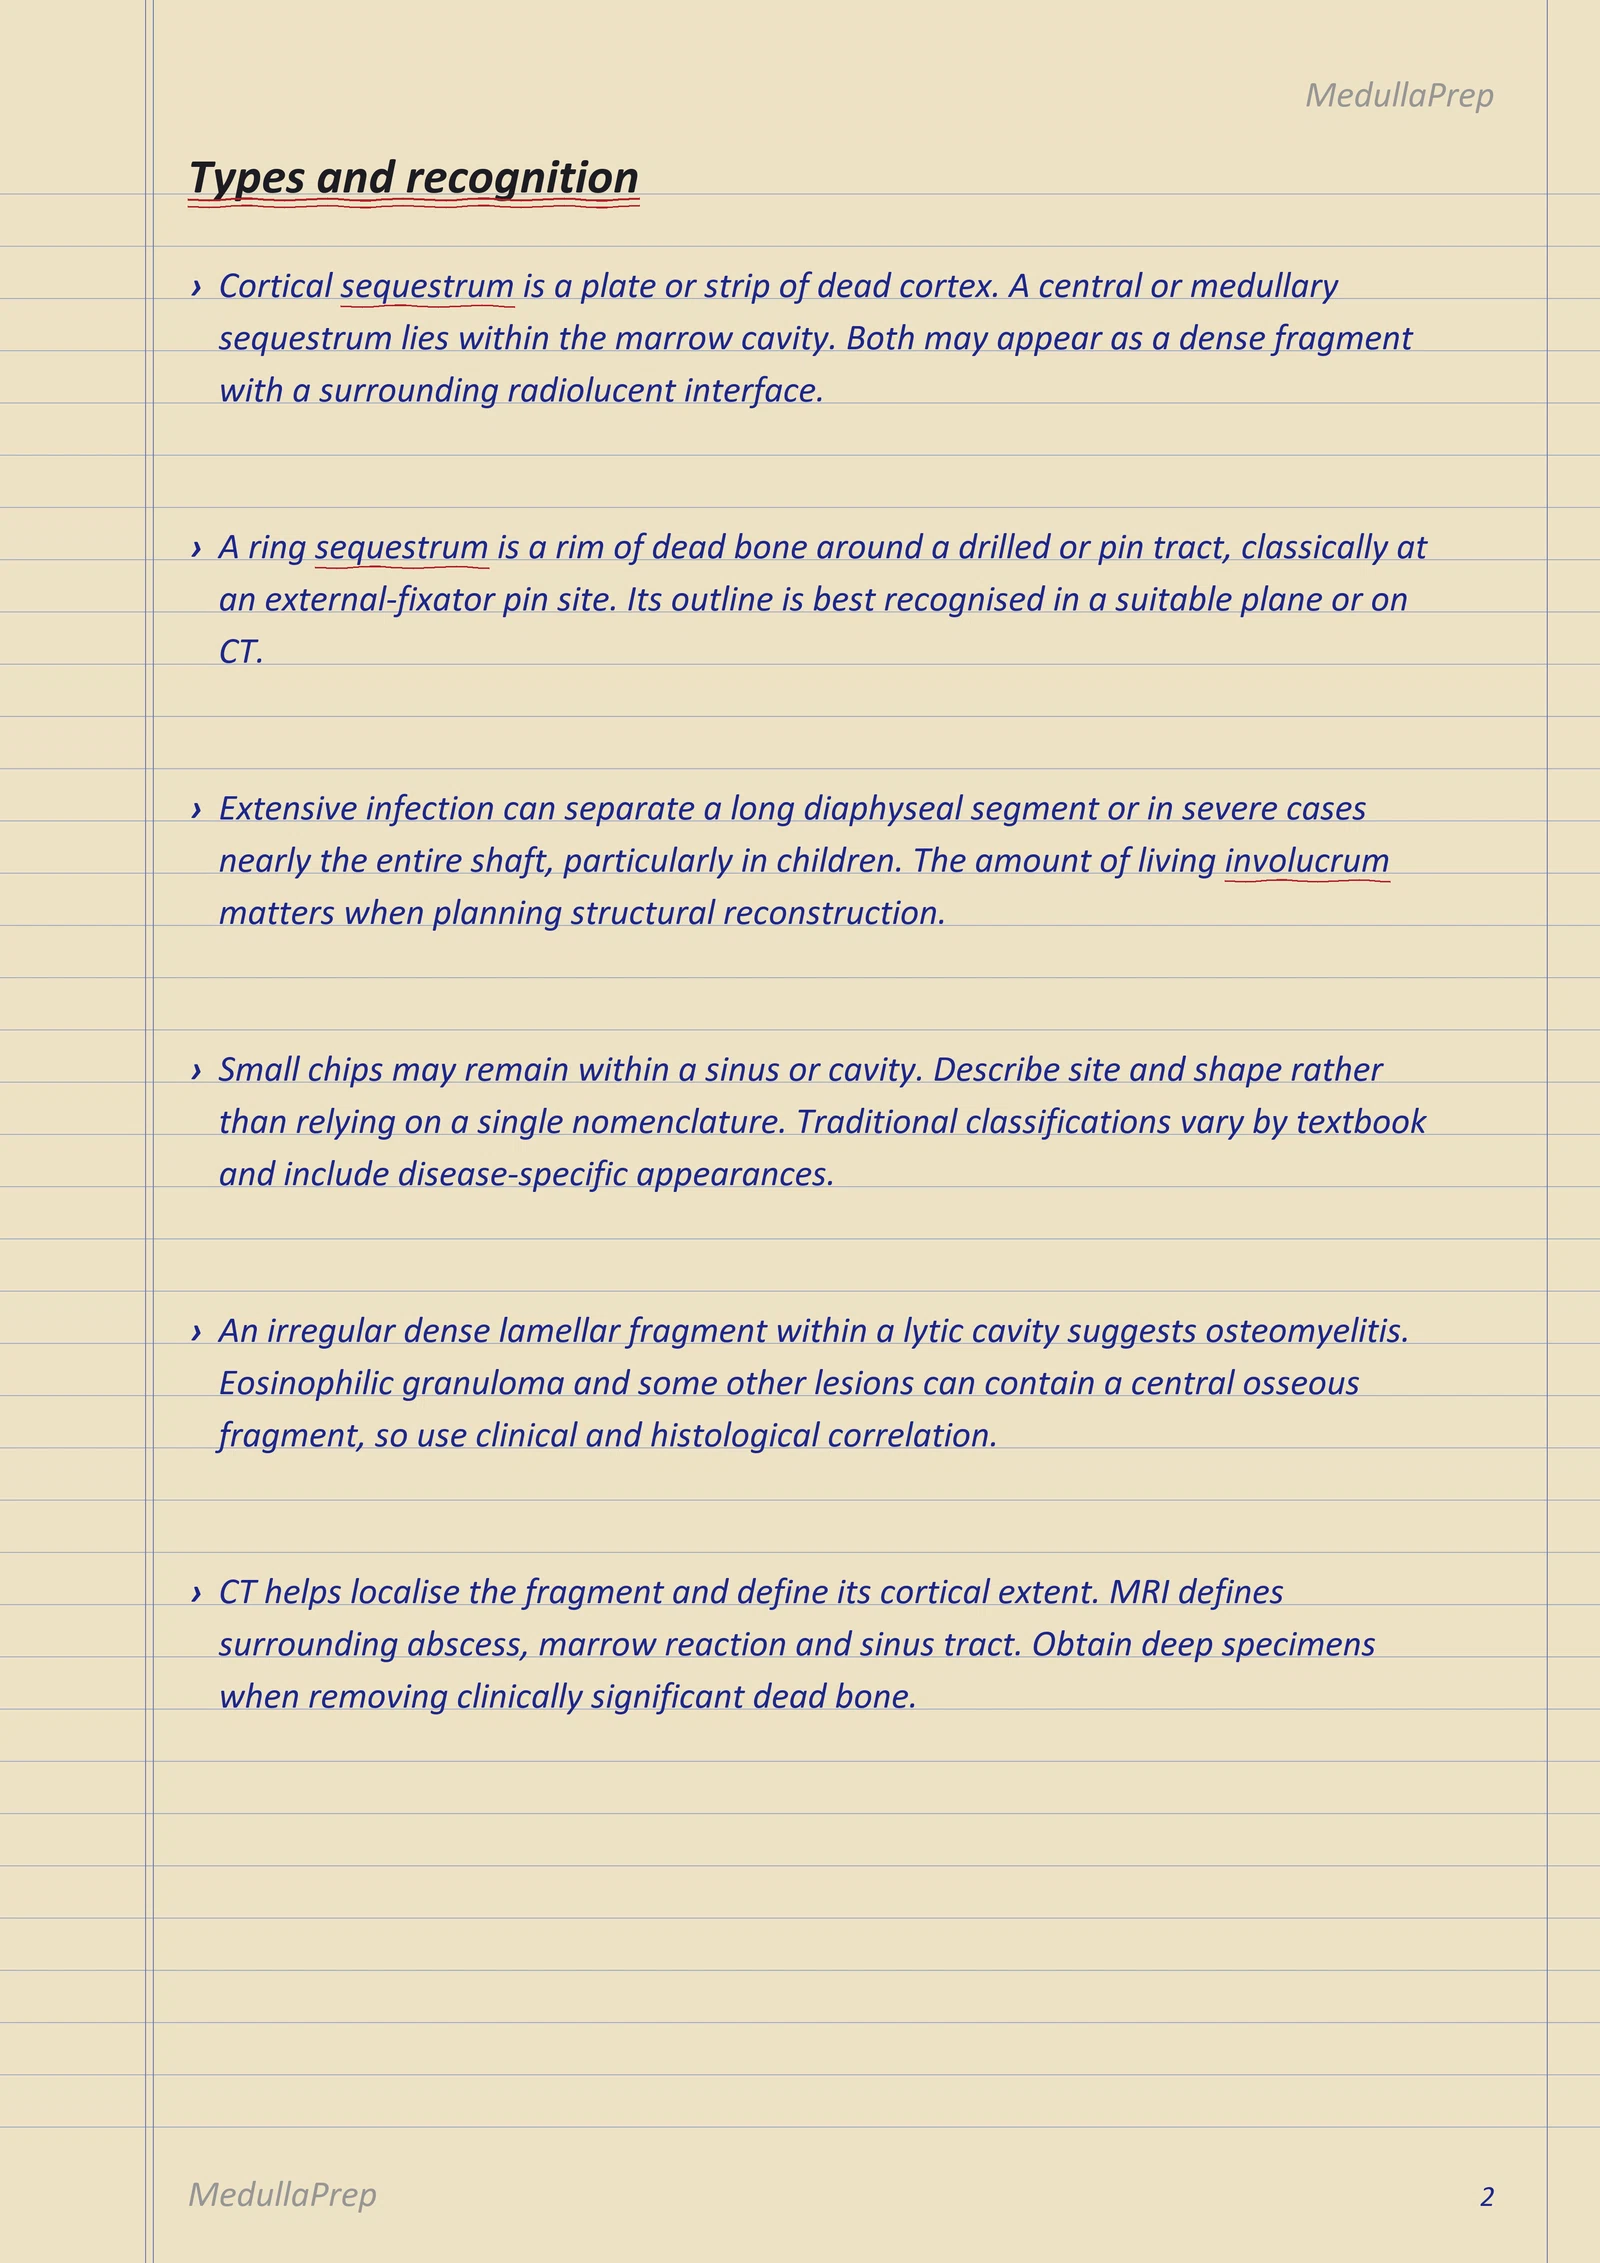 MedullaPrep
Types and recognition
› Cortical sequestrum is a plate or strip of dead cortex. A central or medullary
sequestrum lies within the marrow cavity. Both may appear as a dense fragment
with a surrounding radiolucent interface.
› A ring sequestrum is a rim of dead bone around a drilled or pin tract, classically at
an external-fixator pin site. Its outline is best recognised in a suitable plane or on
CT.
› Extensive infection can separate a long diaphyseal segment or in severe cases
nearly the entire shaft, particularly in children. The amount of living involucrum
matters when planning structural reconstruction.
› Small chips may remain within a sinus or cavity. Describe site and shape rather
than relying on a single nomenclature. Traditional classifications vary by textbook
and include disease-specific appearances.
› An irregular dense lamellar fragment within a lytic cavity suggests osteomyelitis.
Eosinophilic granuloma and some other lesions can contain a central osseous
fragment, so use clinical and histological correlation.
› CT helps localise the fragment and define its cortical extent. MRI defines
surrounding abscess, marrow reaction and sinus tract. Obtain deep specimens
when removing clinically significant dead bone.
MedullaPrep
2